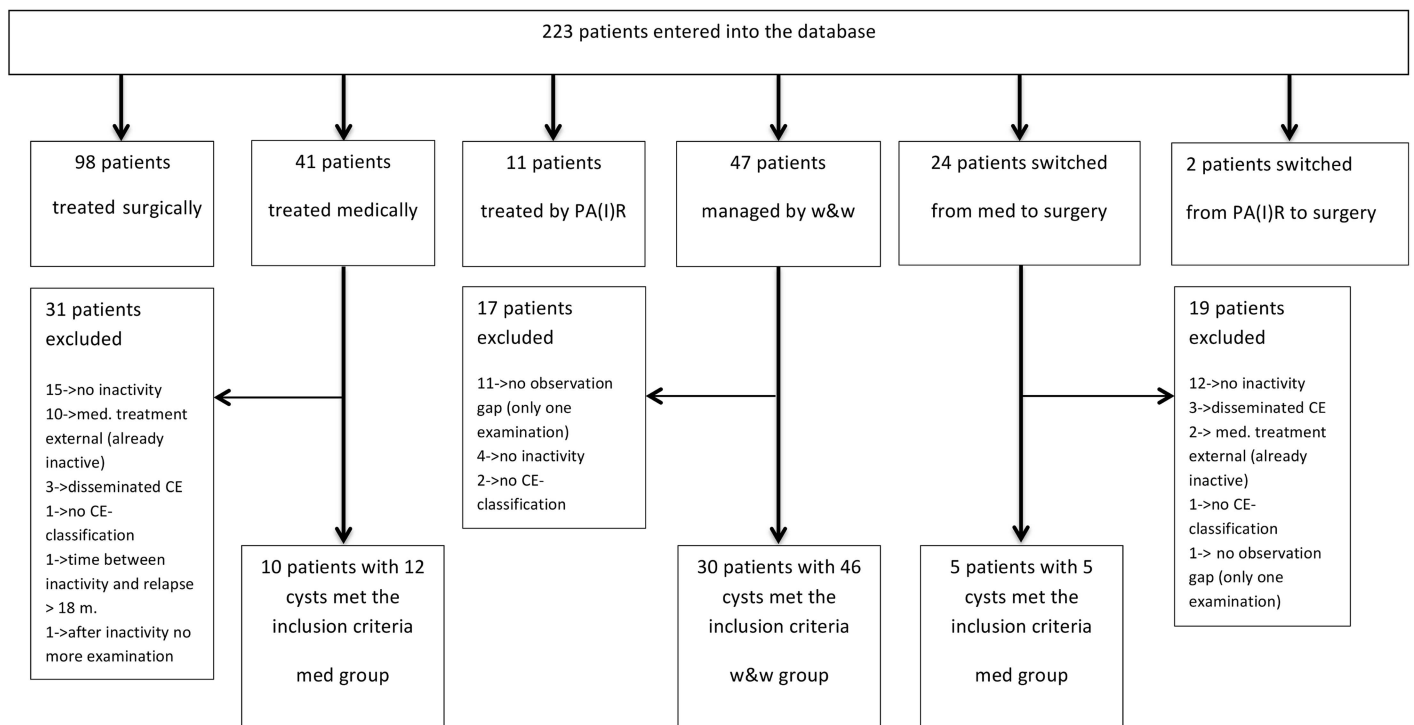 223 patients entered into the database
98 patients
treated surgically
41 patients
treated medically
11 patients
treated by PA(I)R
47 patients
managed by w&w
24 patients switched
from med to surgery
2 patients switched
from PA(I)R to surgery
31 patients
excluded
15->no inactivity
10->med. treatment
external (already
inactive)
3->disseminated CE
1->no CE-
classification
1->time between
inactivity and relapse
> 18 m.
1->after inactivity no
more examination
17 patients
excluded
11->no observation
gap (only one
examination)
4->no inactivity
2->no CE-
classification
19 patients
excluded
12->no inactivity
3->disseminated CE
2-> med. treatment
external (already
inactive)
1->no CE-
classification
1-> no observation
gap (only one
examination)
10 patients with 12
cysts met the
inclusion criteria
med group
30 patients with 46
cysts met the
inclusion criteria
w&w group
5 patients with 5
cysts met the
inclusion criteria
med group